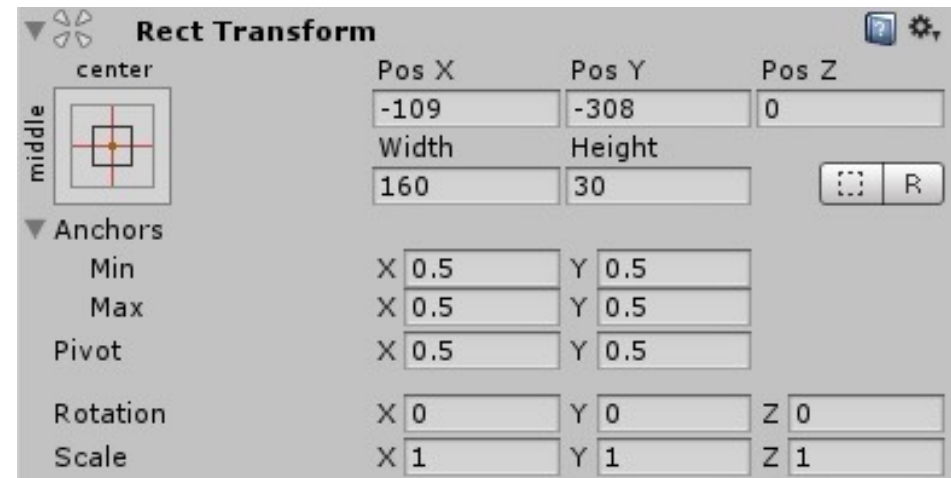 Rect Transform
center
Pos X Pos Y Pos Z
middle
-109 -308 0
Width Height
160 30 R
Anchors
Min X 0.5 Y 0.5
Max X 0.5 Y 0.5
Pivot X 0.5 Y 0.5
Rotation X 0 Y 0 Z 0
Scale X 1 Y 1 Z 1